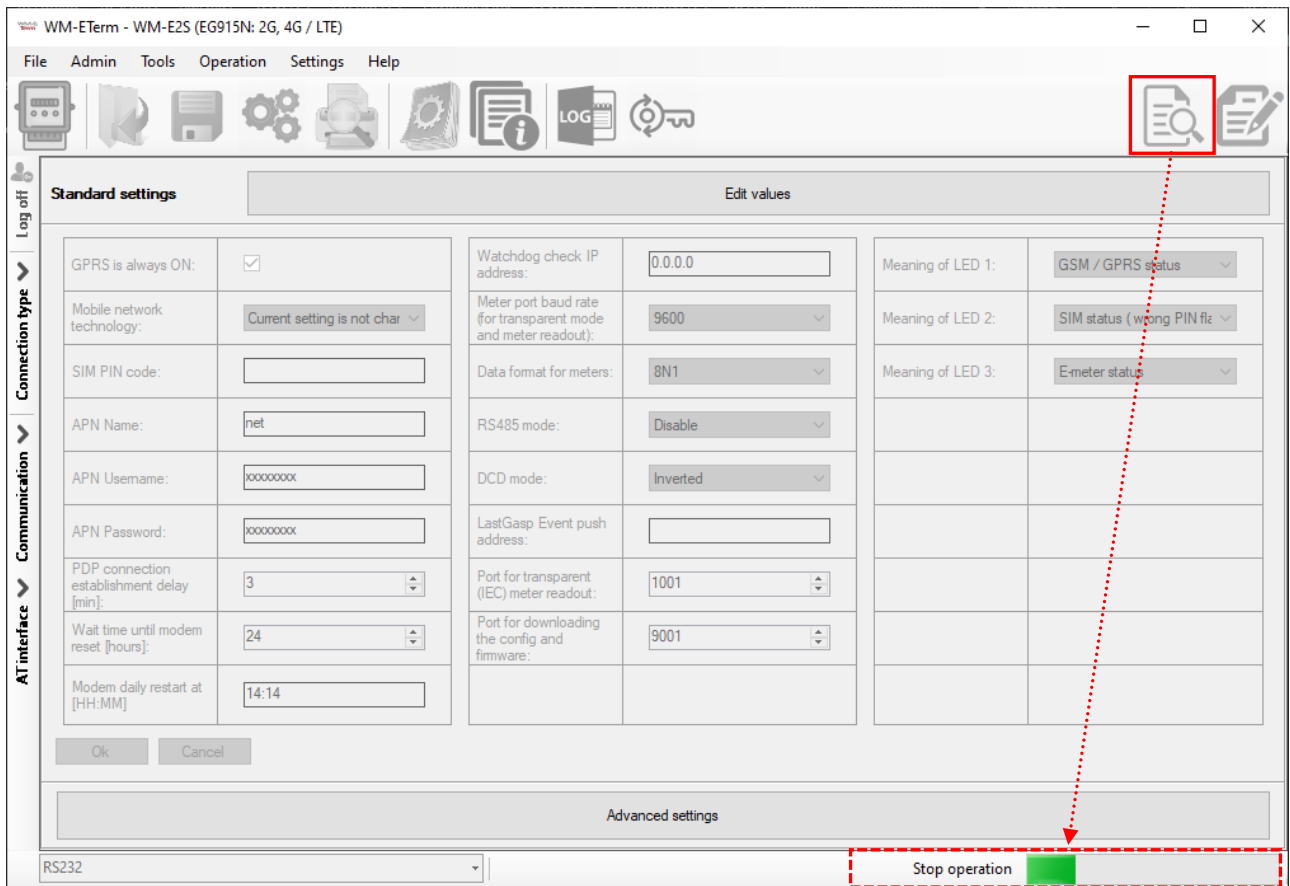 WM-ETerm - WM-E2S (EG915N: 2G, 4G / LTE)
File Admin Tools Operation Settings Help
LOG
Log off
Connection type
Communication
AT interface
Standard settings
Edit values
GPRS is always ON:
Mobile network
technology:
Current setting is not char
SIM PIN code:
APN Name:
net
APN Username:
xxxxxxxx
APN Password:
xxxxxxxx
PDP connection
establishment delay
[min]:
3
Wait time until modem
reset [hours]:
24
Modem daily restart at
[HH:MM]
14:14
Watchdog check IP
address:
0.0.0.0
Meter port baud rate
(for transparent mode
and meter readout):
9600
Data format for meters:
8N1
RS485 mode:
Disable
DCD mode:
Inverted
LastGasp Event push
address:
Port for transparent
(IEC) meter readout:
1001
Port for downloading
the config and
firmware:
9001
Meaning of LED 1:
GSM / GPRS status
Meaning of LED 2:
SIM status ( wrong PIN fla
Meaning of LED 3:
E-meter status
Ok
Cancel
Advanced settings
RS232
Stop operation